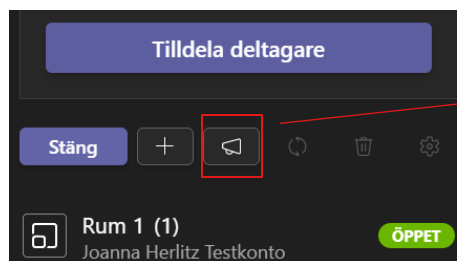 Tilldela deltagare
Stäng
Rum 1 (1)
Joanna Herlitz Testkonto
ÖPPET